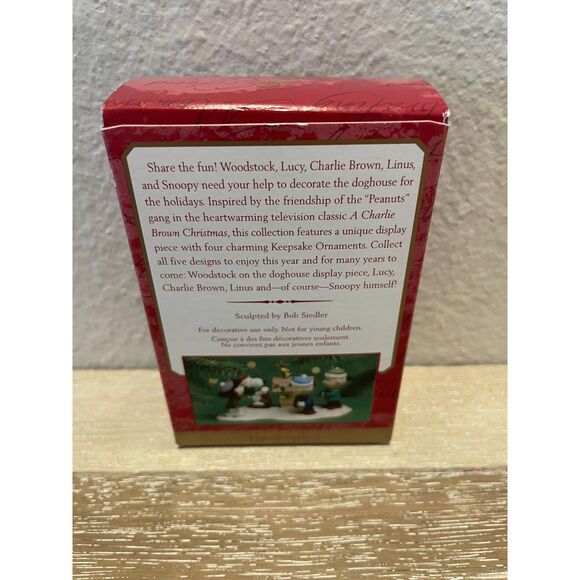 Share the fun! Woodstock, Lucy, Charlie Brown, Linus,
and Snoopy need your help to decorate the doghouse for
the holidays. Inspired by the friendship of the “Peanuts”
gang in the heartwarming television classic A Charlie
Brown Christmas, this collection features a unique display
piece with four charming Keepsake Ornaments. Collect
all five designs to enjoy this year and for many years to
come: Woodstock on the doghouse display piece, Lucy,
Charlie Brown, Linus and—of course—Snoopy himself!
Sculpted by Bob Siedler
For decorative use only. Not for young children.
Conçue à des fins décoratives seulement.
Ne convient pas aux jeunes enfants.